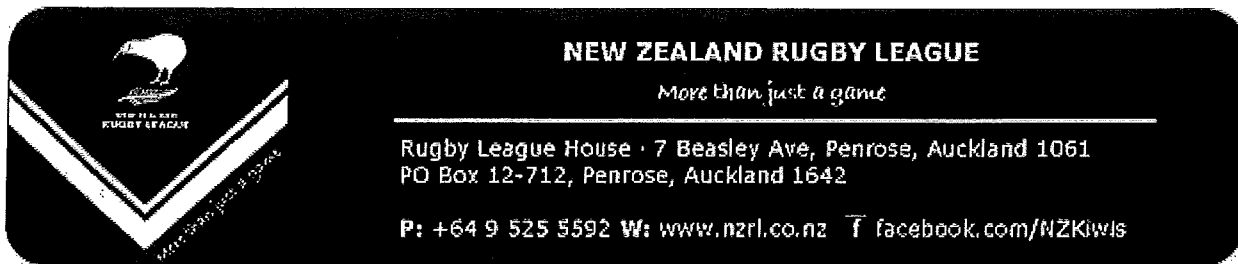 RUGBY LEAGUE
More than just a game
NEW ZEALAND RUGBY LEAGUE
More than just a game
Rugby League House · 7 Beasley Ave, Penrose, Auckland 1061
PO Box 12-712, Penrose, Auckland 1642
P: +64 9 525 5592 W: www.nzrl.co.nz f facebook.com/NZKiwis